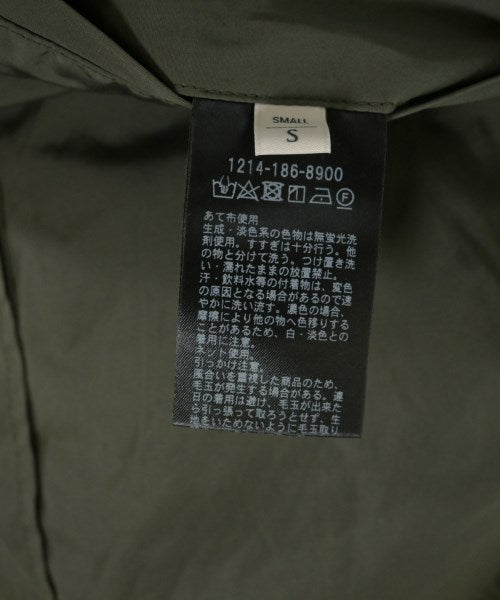 SMALL
S
1214-186-8900
あて布使用
生成・淡色系の色物は無蛍光洗
剤使用。すすぎは十分行う。他
の物と分けて洗う。つけ置き洗
い・濡れたままの放置禁止。
汗・飲料水等の付着物は、変色
の原因となる場合があるので速
やかに洗い流す。濃色の場合、
摩擦により他の物へ色移りする
ことがあるため、白・淡色との
着用に注意。
ネット使用。
引っかけ注意。
風合いを重視した商品のため、
毛玉が発生する場合がある。連
日の着用は避け、毛玉が出来た
ら引っ張って取ろうとせず、生
地をいためないように毛玉取り